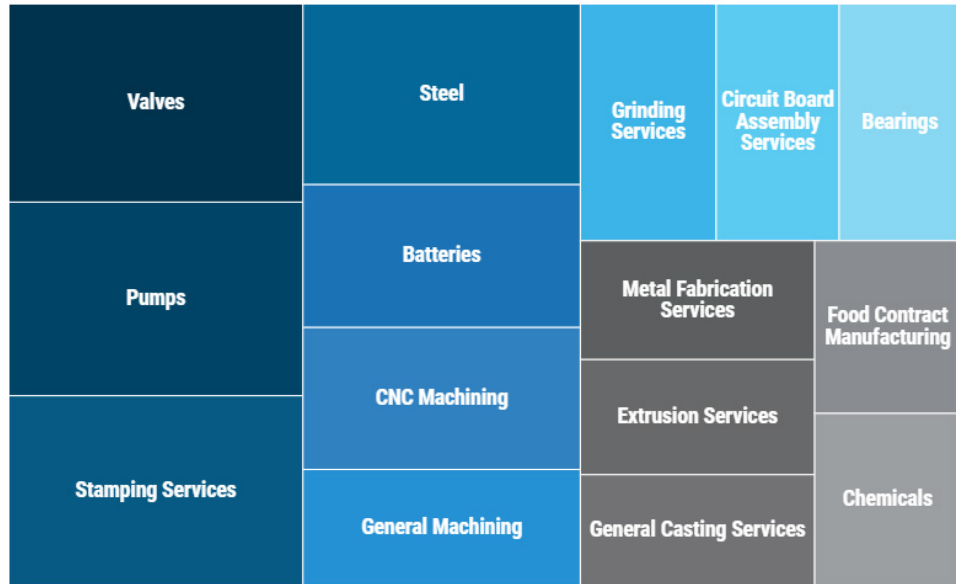 Valves
Pumps
Stamping Services
Steel
Batteries
CNC Machining
General Machining
Grinding
Services
Circuit Board
Assembly
Services
Bearings
Metal Fabrication
Services
Extrusion Services
General Casting Services
Food Contract
Manufacturing
Chemicals